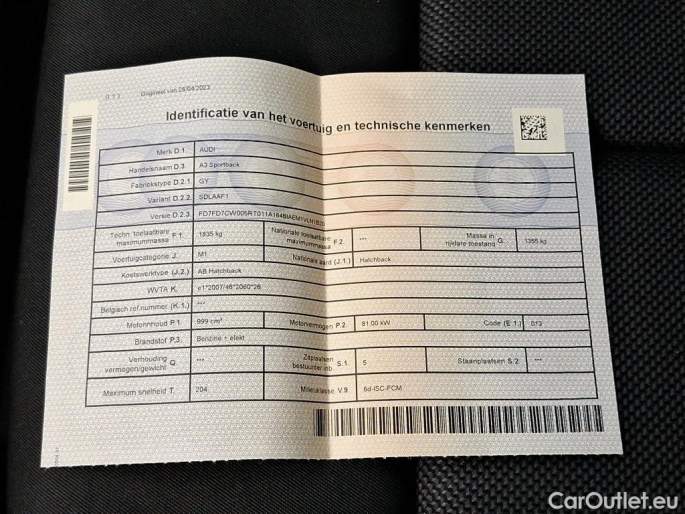 Origineel van 05/04/2023
Identificatie van het voertuig en technische kenmerken
Merk D.1. AUDI
Handelsnaam D.3. A3 Sportback
Fabriekstype D.2.1. GY
Variant D.2.2. SDLAAF1
Versie D.2.3.
Techn. toelaatbare maximummassa F.1. 1835 kg Nationale toelaatbare maximummassa F.2. *** Massa in rijklare toestand G. 1355 kg
Voertuigcategorie J. M1 Nationale aard (J.1.) Hatchback
Koetswerktype (J.2.) AB Hatchback
WVTA K. e1*2007/46*2060*26
Belgisch ref.nummer (K.1.) ***
Motorinhoud P.1. 999 cm³ Motorvermogen P.2. 81.00 kW Code (E.1.) 013
Brandstof P.3. Benzine + elekt
Verhouding vermogen/gewicht Q. *** Zitplaatsen bestuurder inb. S.1. 5 Staanplaatsen S.2. ***
Maximum snelheid T. 204 Milieuklasse V.9. 6d-ISC-FCM
CarOutlet.eu